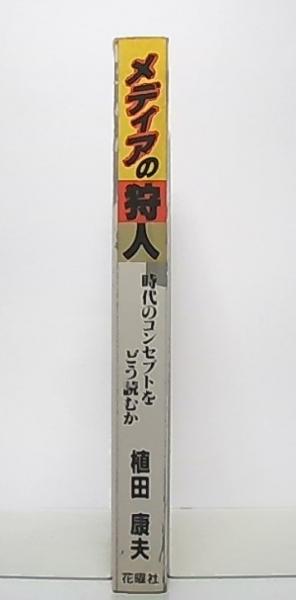 メディアの狩人
時代のコンセプトを
どう読むか
植田 康夫
花曜社